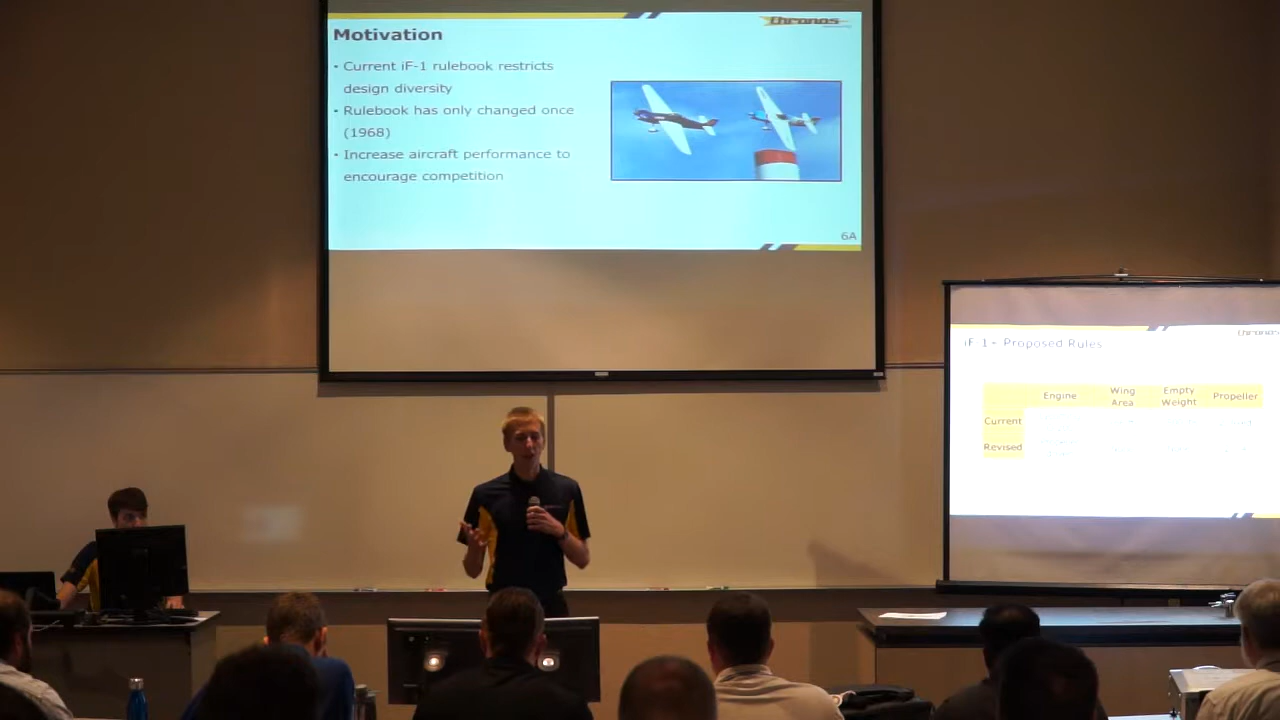 Motivation
thronos
• Current iF-1 rulebook restricts
design diversity
• Rulebook has only changed once
(1968)
• Increase aircraft performance to
encourage competition
6A
iF 1 - Proposed Rules
Engine
Wing
Area
Empty
Weight
Propeller
Current
Revised